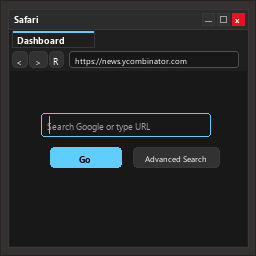 Safari
Dashboard
< > R https://news.ycombinator.com
Search Google or type URL
Go Advanced Search